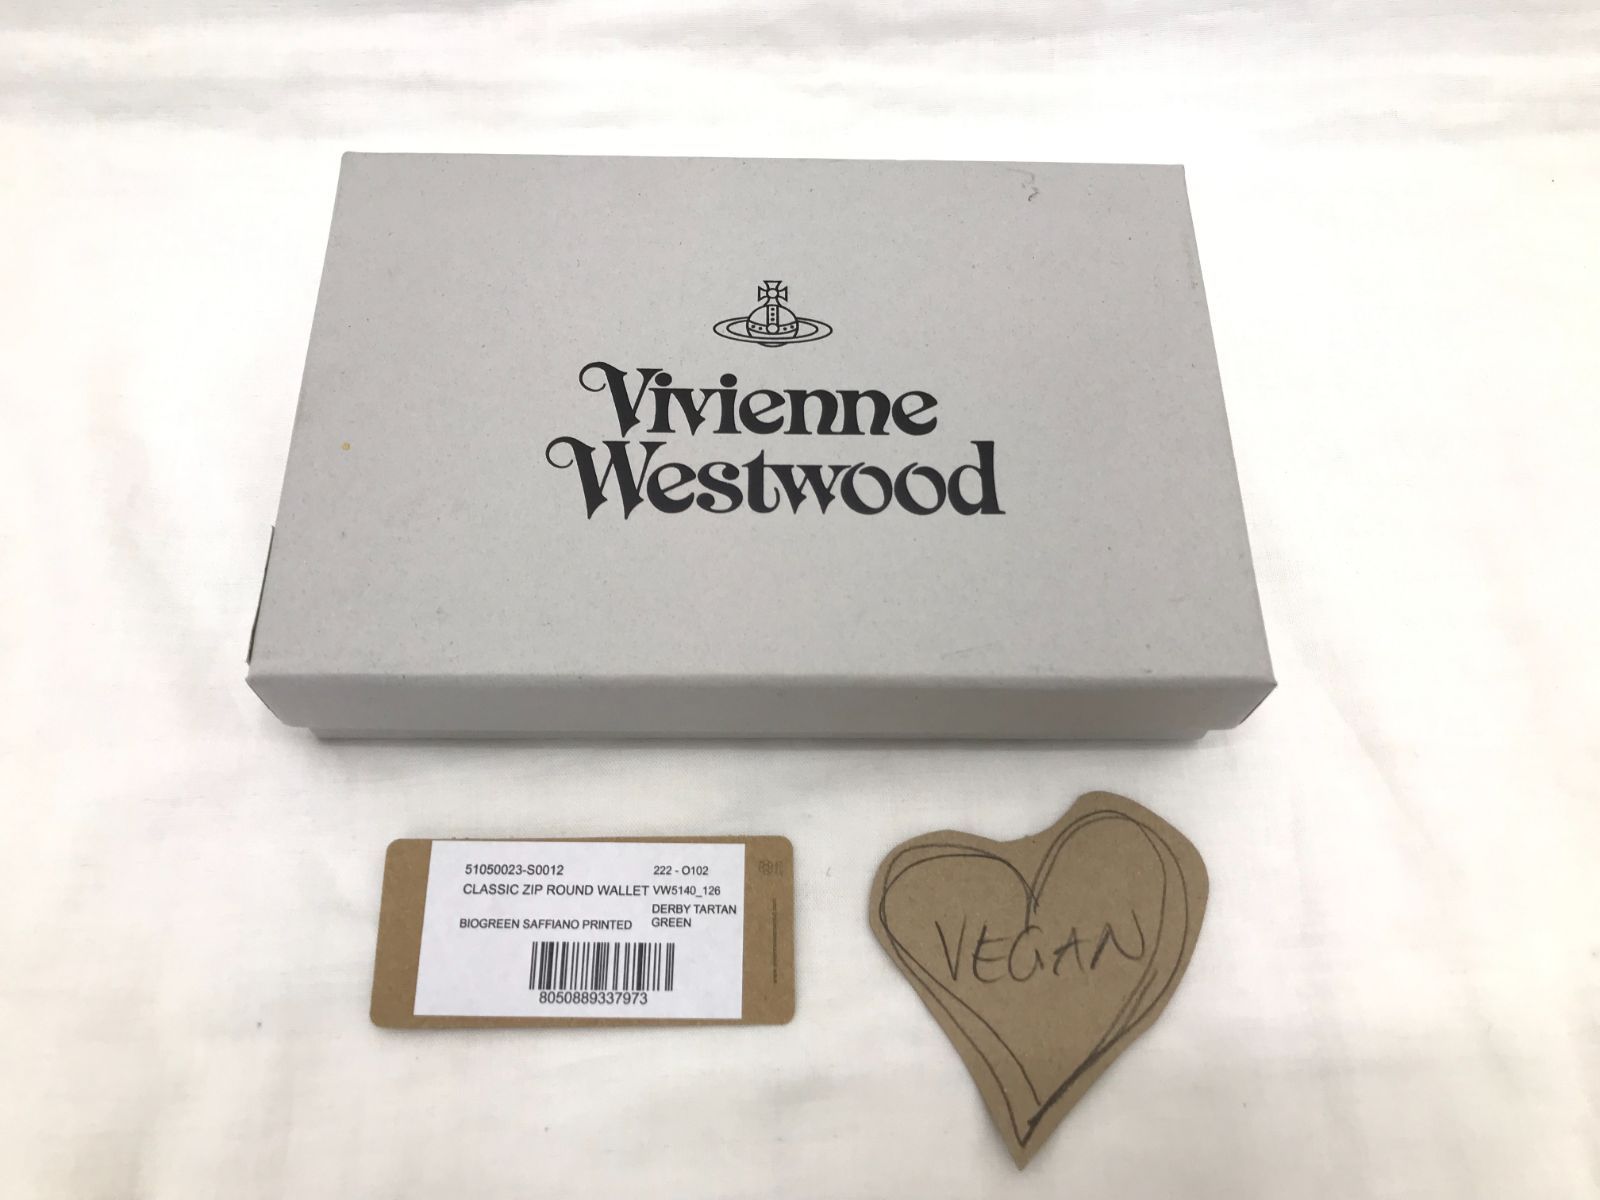 Vivienne
Westwood
51050023-S0012 222 - O102
CLASSIC ZIP ROUND WALLET VW5140_126
BIOGREEN SAFFIANO PRINTED DERBY TARTAN
GREEN
8050889337973
VEGAN